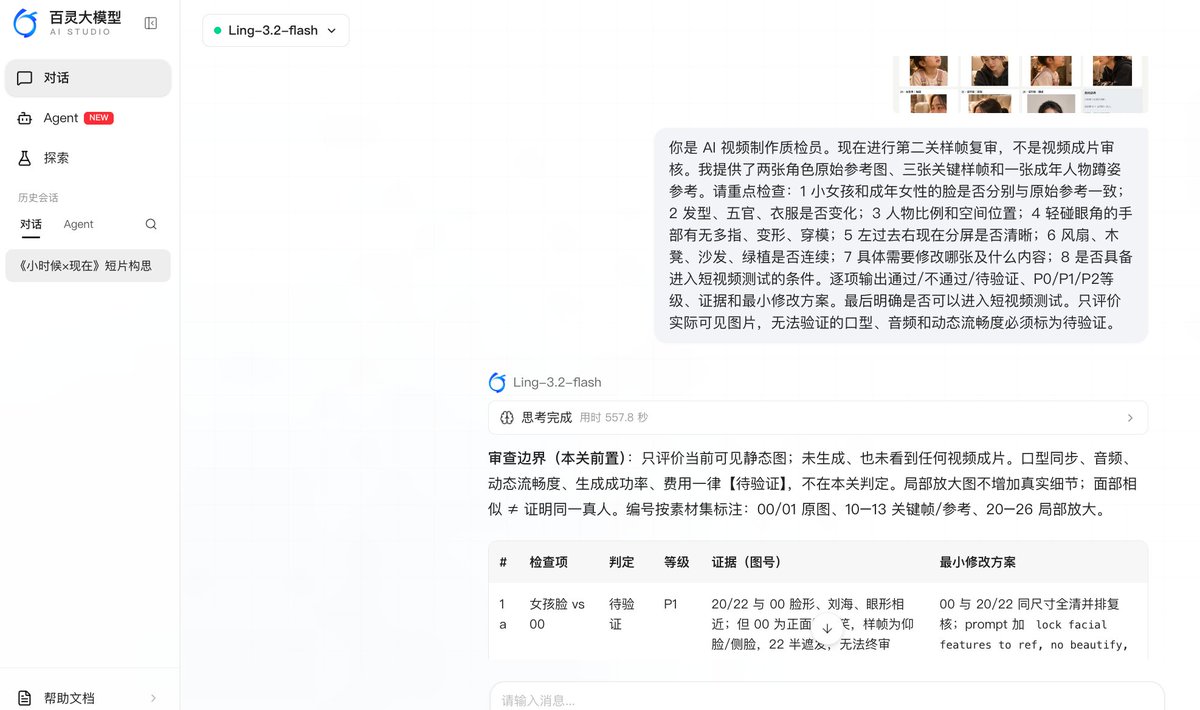 百灵大模型
AI STUDIO
Ling-3.2-flash
对话
Agent NEW
探索
历史会话
对话 Agent
《小时候×现在》短片构思
你是 AI 视频制作质检员。现在进行第二关样帧复审，不是视频成片审
核。我提供了两张角色原始参考图、三张关键样帧和一张成年人物蹲姿
参考。请重点检查：1 小女孩和成年女性的脸是否分别与原始参考一致；
2 发型、五官、衣服是否变化；3 人物比例和空间位置；4 轻碰眼角的手
部有无多指、变形、穿模；5 左过去右现在分屏是否清晰；6 风扇、木
凳、沙发、绿植是否连续；7 具体需要修改哪张及什么内容；8 是否具备
进入短视频测试的条件。逐项输出通过/不通过/待验证、P0/P1/P2等
级、证据和最小修改方案。最后明确是否可以进入短视频测试。只评价
实际可见图片，无法验证的口型、音频和动态流畅度必须标为待验证。
Ling-3.2-flash
思考完成 用时 557.8 秒
审查边界（本关前置）：只评价当前可见静态图；未生成、也未看到任何视频成片。口型同步、音频、
动态流畅度、生成成功率、费用一律【待验证】，不在本关判定。局部放大图不增加真实细节；面部相
似 ≠ 证明同一真人。编号按素材集标注：00/01 原图、10—13 关键帧/参考、20—26 局部放大。
# 检查项 判定 等级 证据（图号） 最小修改方案
1 女孩脸 vs 待验 P1 20/22 与 00 脸形、刘海、眼形相 00 与 20/22 同尺寸全清并排复
a 00 证 近；但 00 为正面，样帧为仰 核；prompt 加 lock facial
脸/侧脸，22 半遮发，无法终审 features to ref, no beautify,
请输入消息...
帮助文档